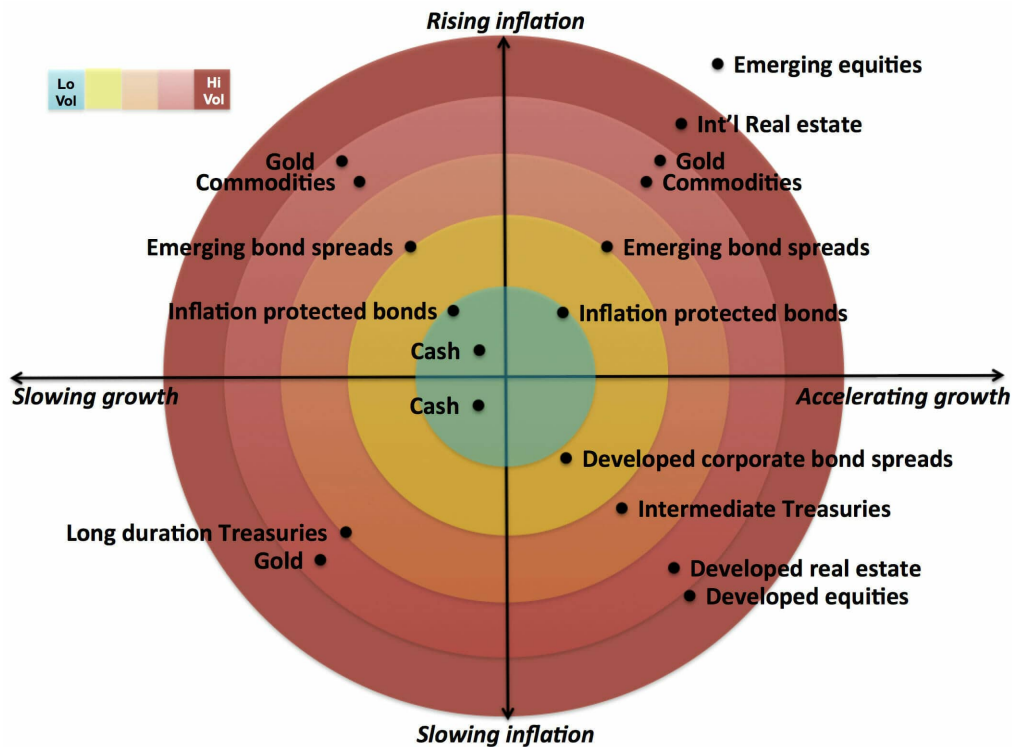 Rising inflation
Emerging equities
Lo
Vol
Hi
Vol
Int'l Real estate
Gold
Gold
Commodities
Commodities
Emerging bond spreads
Emerging bond spreads
Inflation protected bonds
Inflation protected bonds
Cash
Slowing growth
Accelerating growth
Cash
Developed corporate bond spreads
Intermediate Treasuries
Long duration Treasuries
Gold
Developed real estate
Developed equities
Slowing inflation